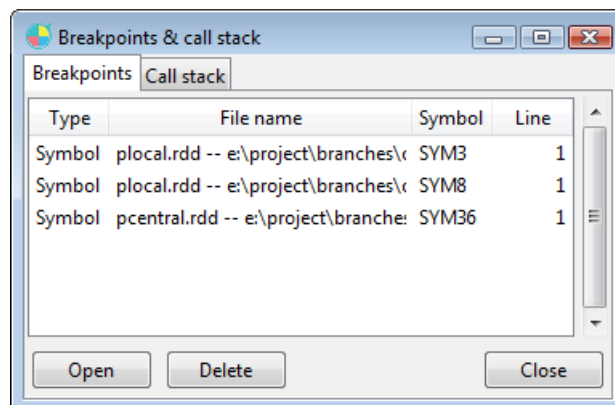 Breakpoints & call stack
Breakpoints Call stack
Type File name Symbol Line
Symbol plocal.rdd -- e:\project\branches\c SYM3 1
Symbol plocal.rdd -- e:\project\branches\c SYM8 1
Symbol pcentral.rdd -- e:\project\branches SYM36 1
Open Delete Close